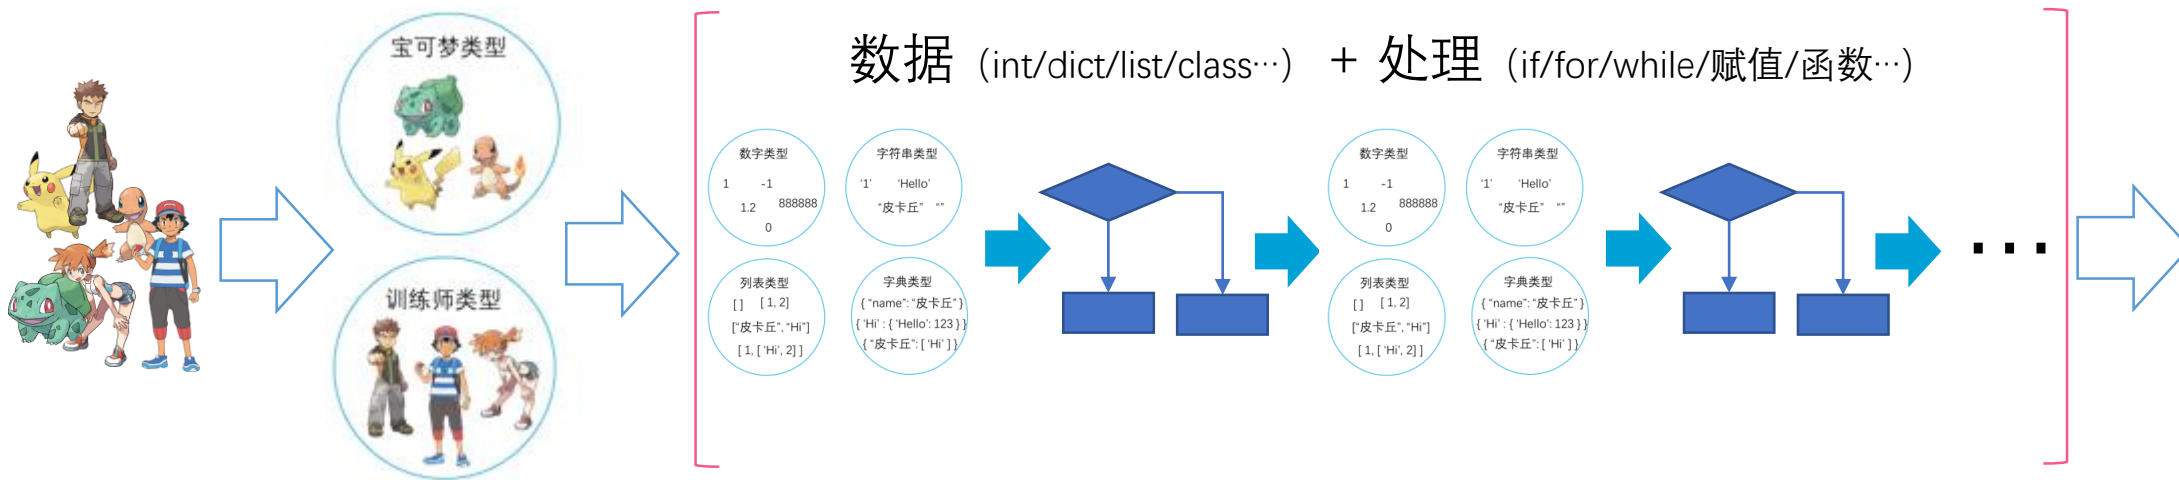 宝可梦类型
训练师类型
数据（int/dict/list/class…） + 处理（if/for/while/赋值/函数…）
数字类型
1 -1
1.2 888888
0
字符串类型
'1' 'Hello'
“皮卡丘” “”
列表类型
[ ] [ 1, 2]
[“皮卡丘”, “Hi”]
[ 1, [ 'Hi', 2] ]
字典类型
{ “name”: “皮卡丘” }
{ 'Hi' : { 'Hello': 123 } }
{ “皮卡丘”: [ 'Hi' ] }
数字类型
1 -1
1.2 888888
0
字符串类型
'1' 'Hello'
“皮卡丘” “”
列表类型
[ ] [ 1, 2]
[“皮卡丘”, “Hi”]
[ 1, [ 'Hi', 2] ]
字典类型
{ “name”: “皮卡丘” }
{ 'Hi' : { 'Hello': 123 } }
{ “皮卡丘”: [ 'Hi' ] }
...